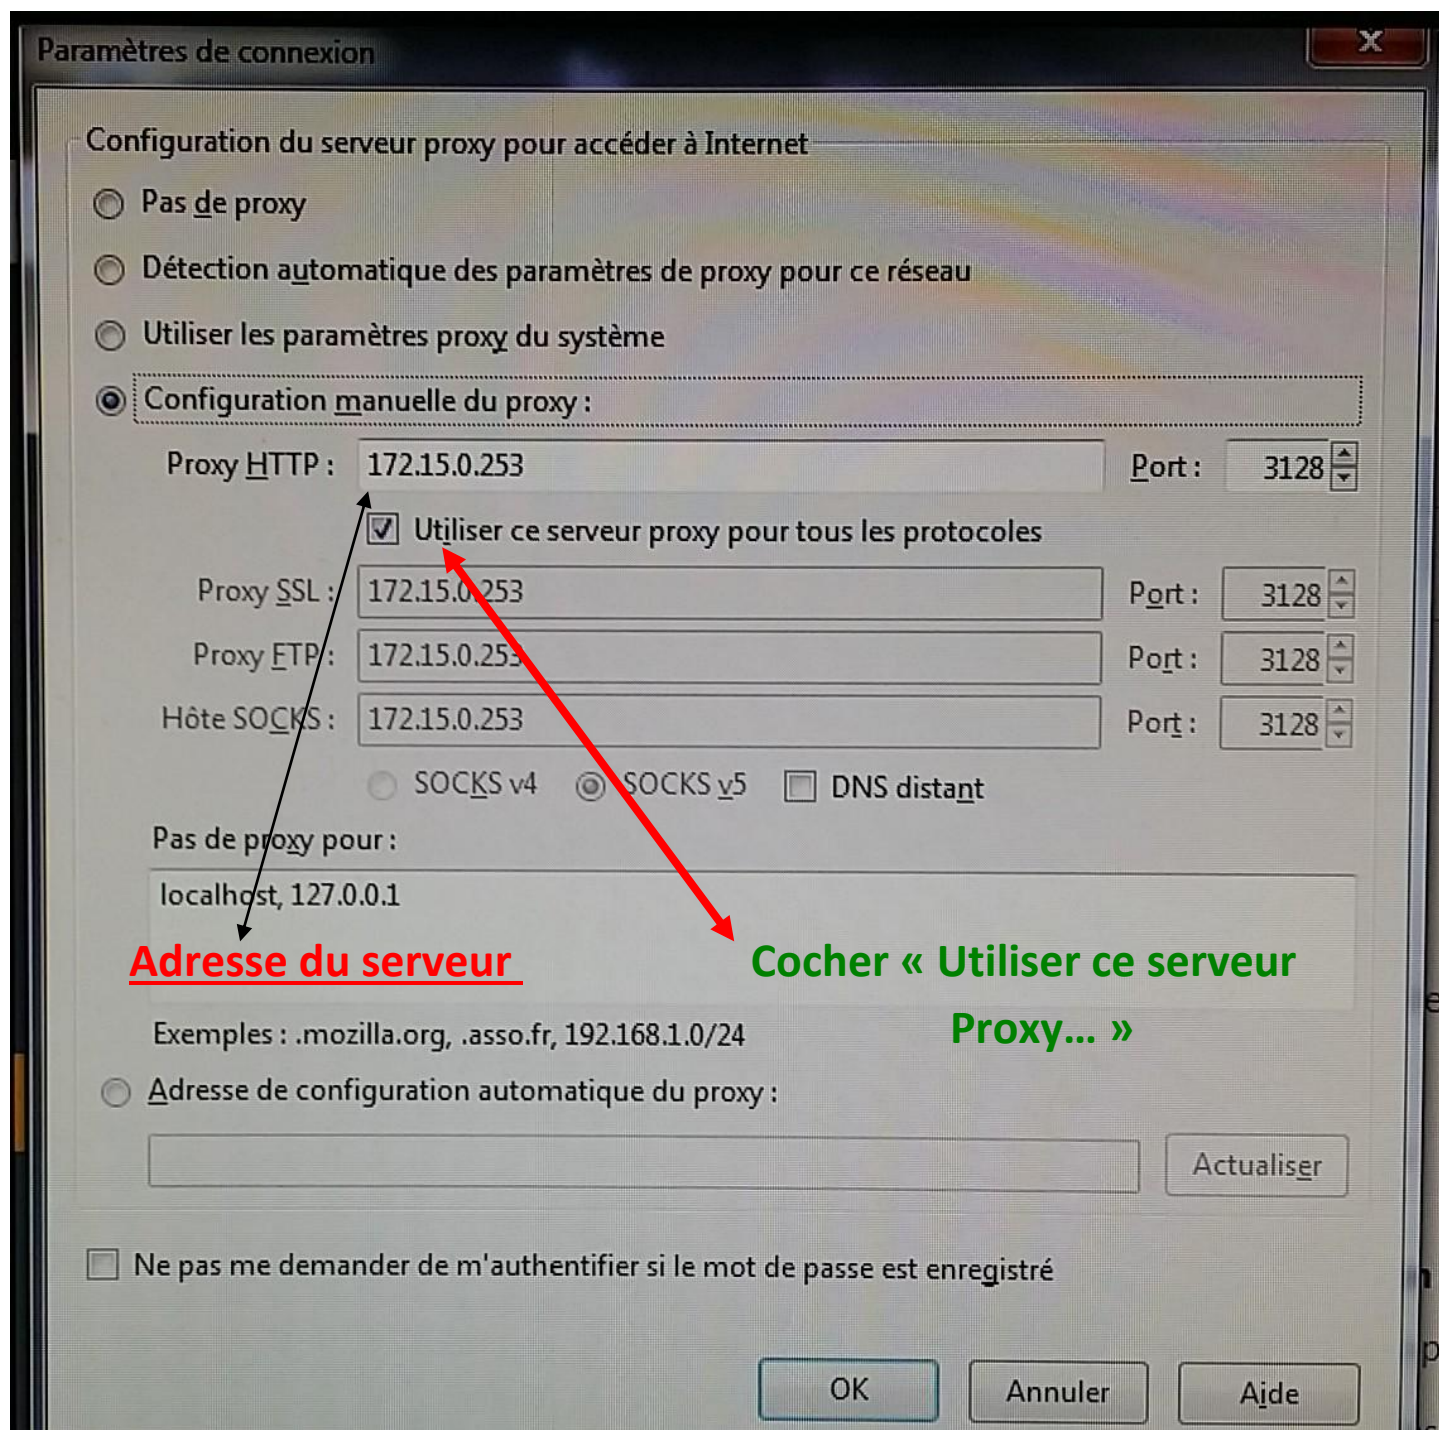 Paramètres de connexion
x
Configuration du serveur proxy pour accéder à Internet
Pas de proxy
Détection automatique des paramètres de proxy pour ce réseau
Utiliser les paramètres proxy du système
Configuration manuelle du proxy :
Proxy HTTP : 172.15.0.253 Port : 3128
Utiliser ce serveur proxy pour tous les protocoles
Proxy SSL : 172.15.0.253 Port : 3128
Proxy FTP : 172.15.0.253 Port : 3128
Hôte SOCKS : 172.15.0.253 Port : 3128
SOCKS v4 SOCKS v5 DNS distant
Pas de proxy pour :
localhost, 127.0.0.1
Adresse du serveur
Cocher « Utiliser ce serveur
Proxy... »
Exemples : .mozilla.org, .asso.fr, 192.168.1.0/24
Adresse de configuration automatique du proxy :
Actualiser
Ne pas me demander de m'authentifier si le mot de passe est enregistré
OK Annuler Aide